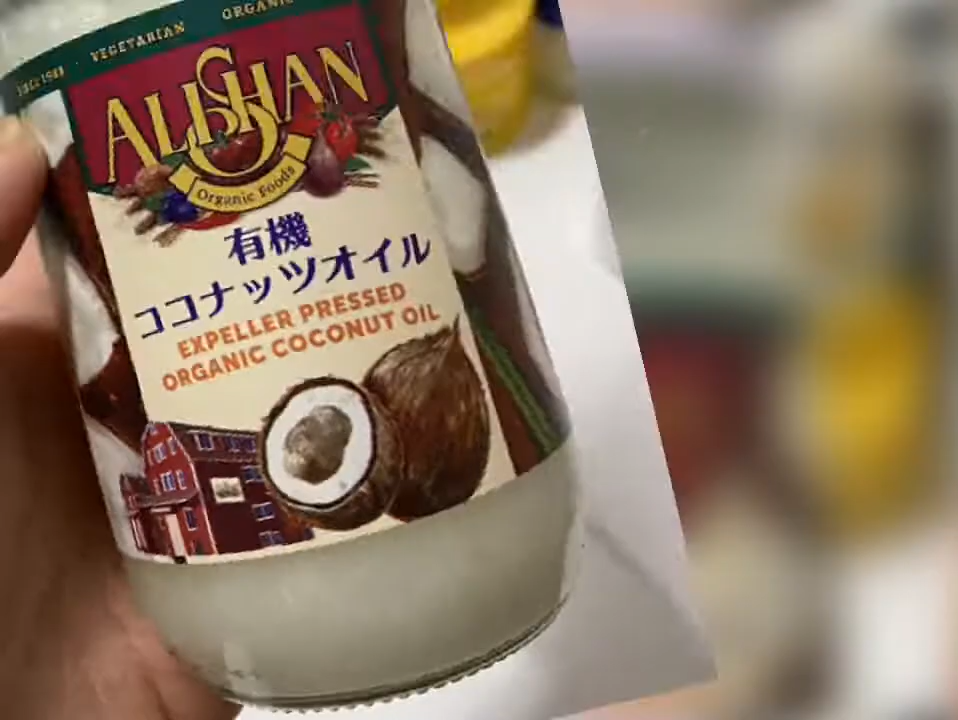 SINCE 1988 VEGETARIAN ORGANIC
ALISHAN
Organic Foods
有機
ココナッツオイル
EXPELLER PRESSED
ORGANIC COCONUT OIL